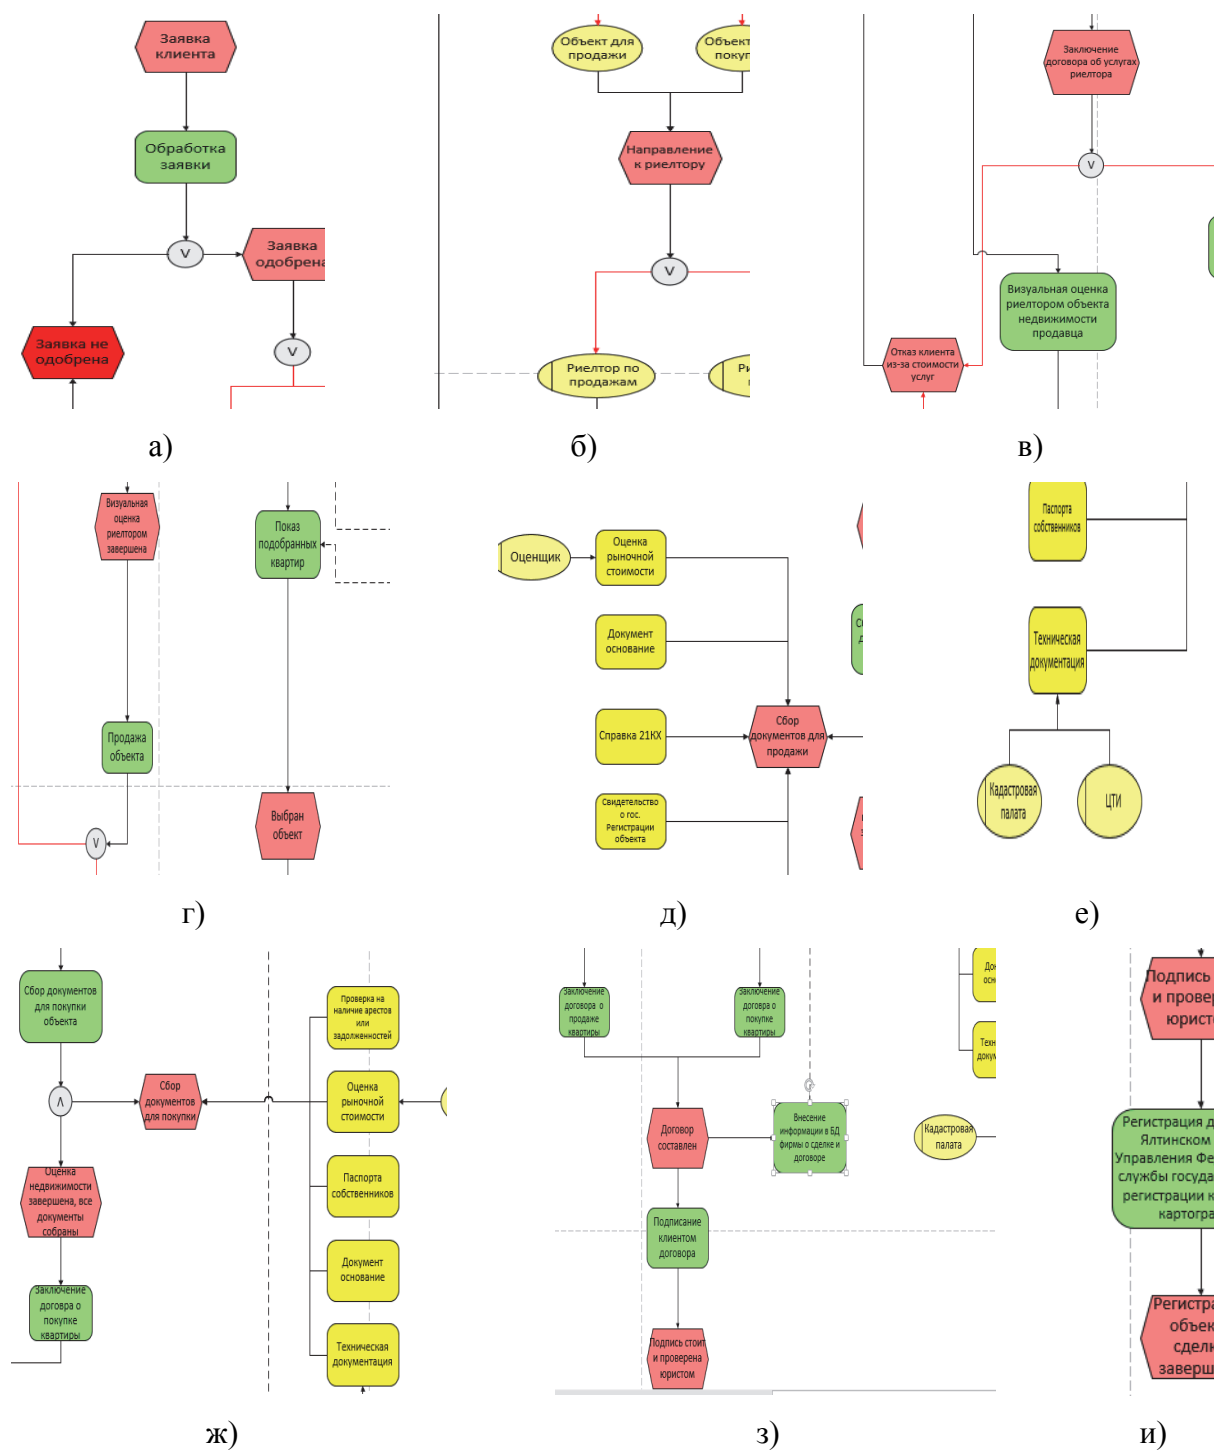 Заявка
клиента
Обработка
заявки
V
Заявка
одобрена
Заявка не
одобрена
V
а)
Объект для
продажи
Объект
Направление
к риелтору
V
Риелтор по
продажам
б)
Заключение
договора об услугах
риелтора
V
Визуальная оценка
риелтором объекта
недвижимости
продавца
Отказ клиента
из-за стоимости
услуг
в)
Визуальная
оценка
риелтором
завершена
Показ
подобранных
квартир
Продажа
объекта
V
Выбран
объект
г)
Оценщик
Оценка
рыночной
стоимости
Документ
основание
Справка 21КХ
Сбор
документов для
продажи
Свидетельство
о гос.
Регистрации
объекта
д)
Паспорта
собственников
Техническая
документация
Кадастровая
палата
ЦТИ
е)
Сбор документов
для покупки
объекта
Λ
Сбор
документов
для покупки
Оценка
недвижимости
завершена, все
документы
собраны
Заключение
договра о
покупке
квартиры
Проверка на
наличие арестов
или
задолженностей
Оценка
рыночной
стоимости
Паспорта
собственников
Документ
основание
Техническая
документация
ж)
Заключение
договора о
продаже
квартиры
Заключение
договра о
покупке
квартиры
Договор
составлен
Внесение
информации в БД
фирмы о сделке и
договоре
Кадастровая
палата
Подписание
клиентом
договора
Подпись стоит
и проверена
юристом
з)
Подпись
и провер
юристо
Регистрация д
Ялтинском
Управления Фе
службы госуда
регистрации к
картогра
Регистра
объек
сделк
заверш
и)